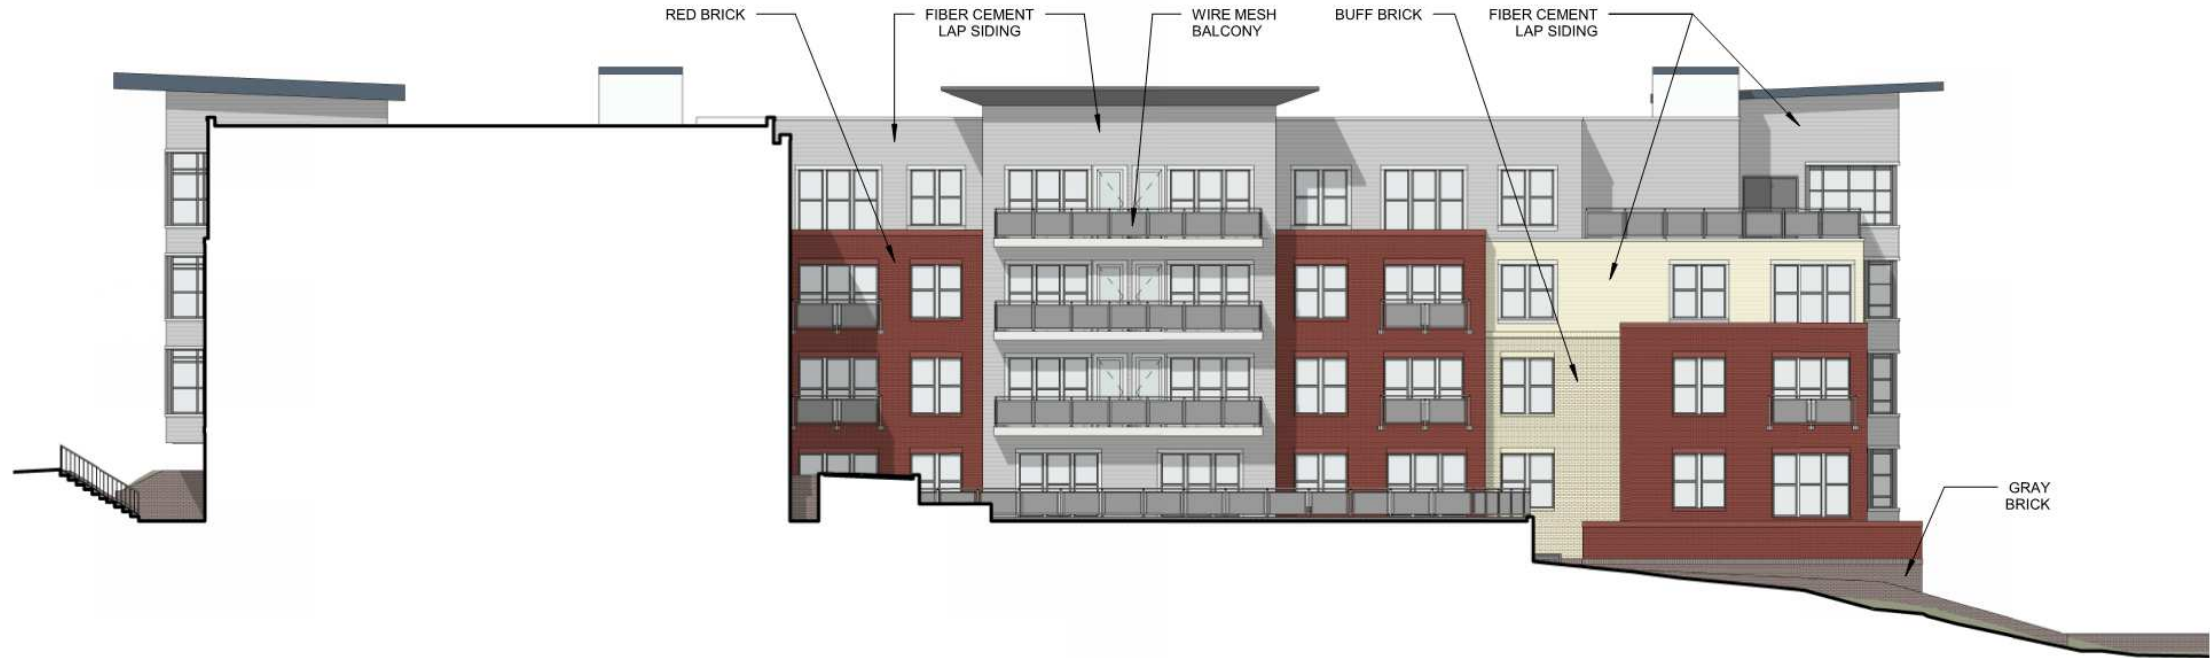 RED BRICK
FIBER CEMENT
LAP SIDING
WIRE MESH
BALCONY
BUFF BRICK
FIBER CEMENT
LAP SIDING
GRAY
BRICK